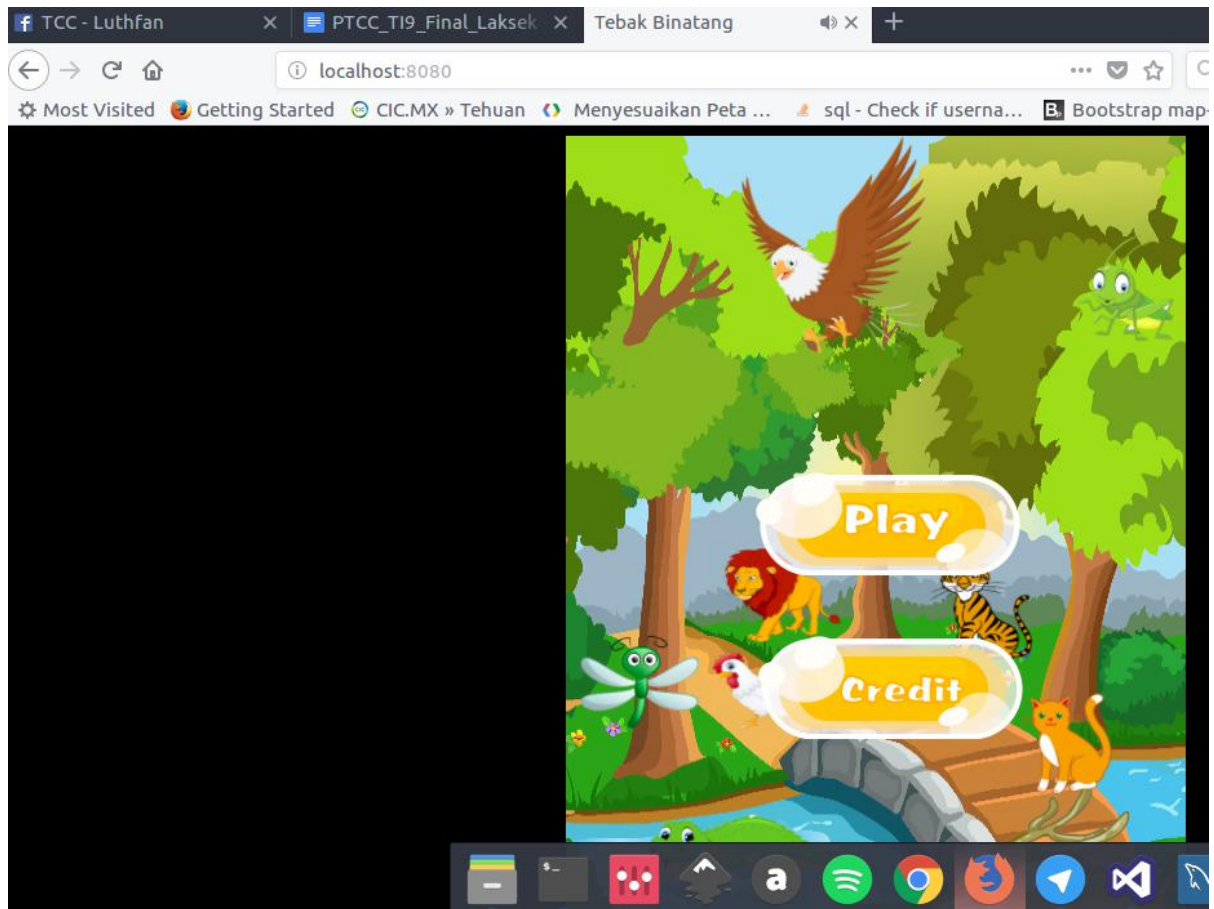 TCC - Luthfan
PTCC_TI9_Final_Laksek
Tebak Binatang
localhost:8080
Most Visited
Getting Started
CIC.MX » Tehuan
Menyesuaikan Peta ...
sql - Check if userna...
Bootstrap map-
Play
Credit